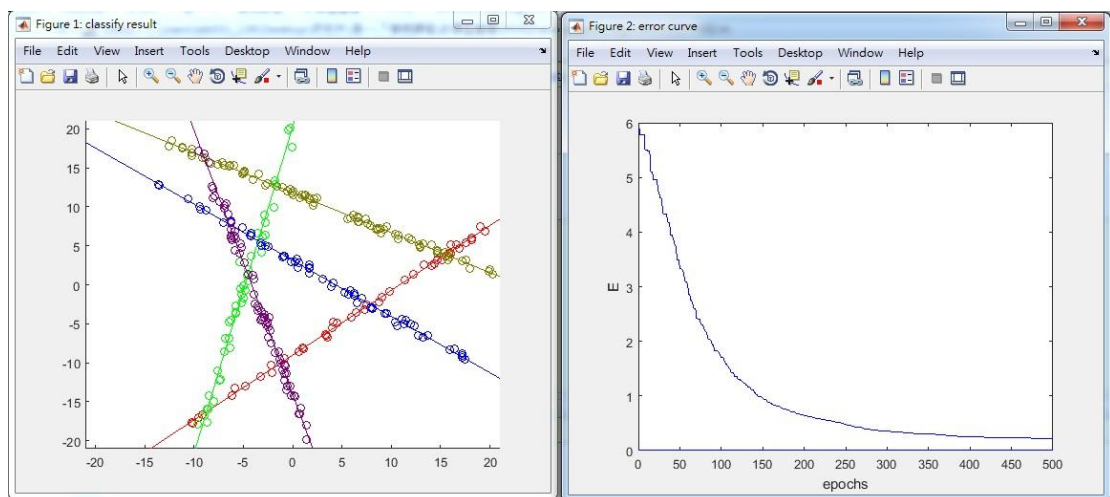 Figure 1: classify result
File Edit View Insert Tools Desktop Window Help
20
15
10
5
0
-5
-10
-15
-20
-20 -15 -10 -5 0 5 10 15 20
Figure 2: error curve
File Edit View Insert Tools Desktop Window Help
6
5
4
3
2
1
0
E
0 50 100 150 200 250 300 350 400 450 500
epochs